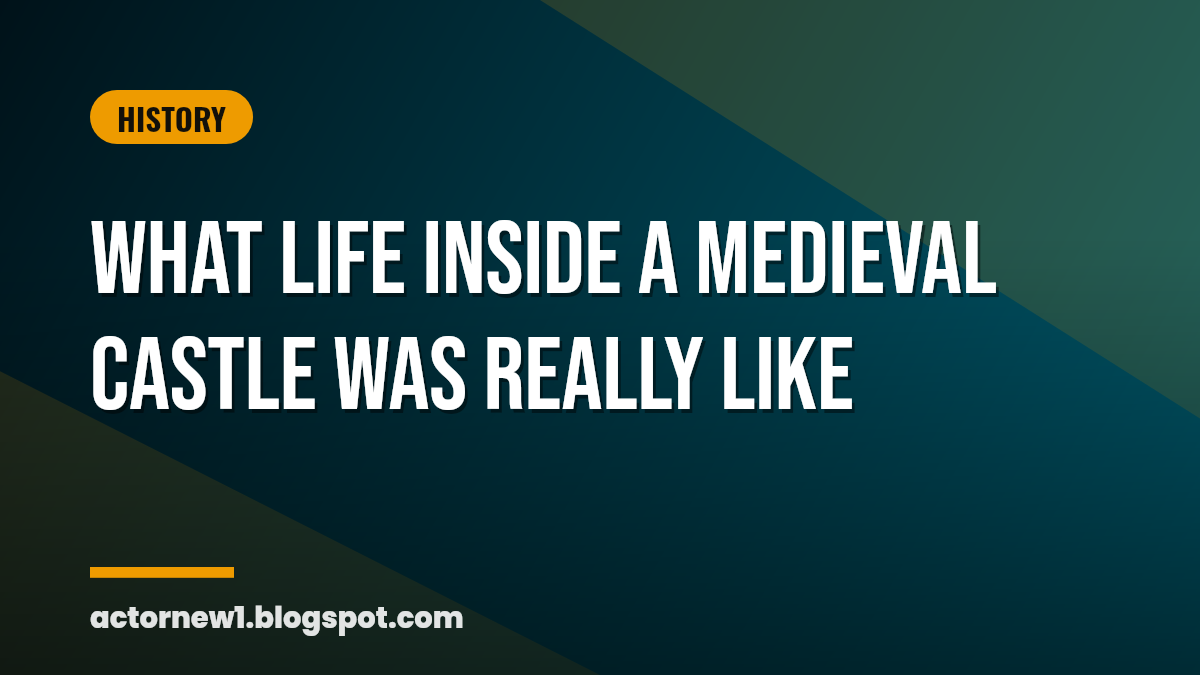 HISTORY
WHAT LIFE INSIDE A MEDIEVAL
CASTLE WAS REALLY LIKE
actornew1.blogspot.com